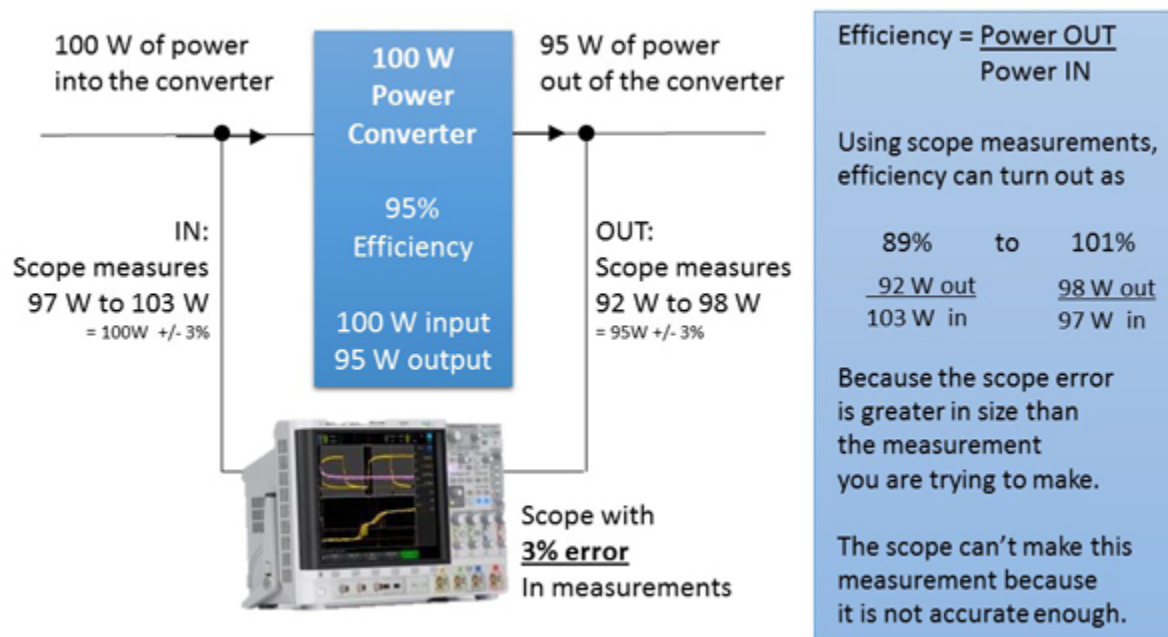 100 W of power
into the converter
100 W
Power
Converter
95%
Efficiency
100 W input
95 W output
95 W of power
out of the converter
IN:
Scope measures
97 W to 103 W
= 100W +/- 3%
OUT:
Scope measures
92 W to 98 W
= 95W +/- 3%
Scope with
3% error
In measurements
Efficiency = Power OUT
Power IN
Using scope measurements,
efficiency can turn out as
89% to 101%
92 W out 98 W out
103 W in 97 W in
Because the scope error
is greater in size than
the measurement
you are trying to make.
The scope can't make this
measurement because
it is not accurate enough.